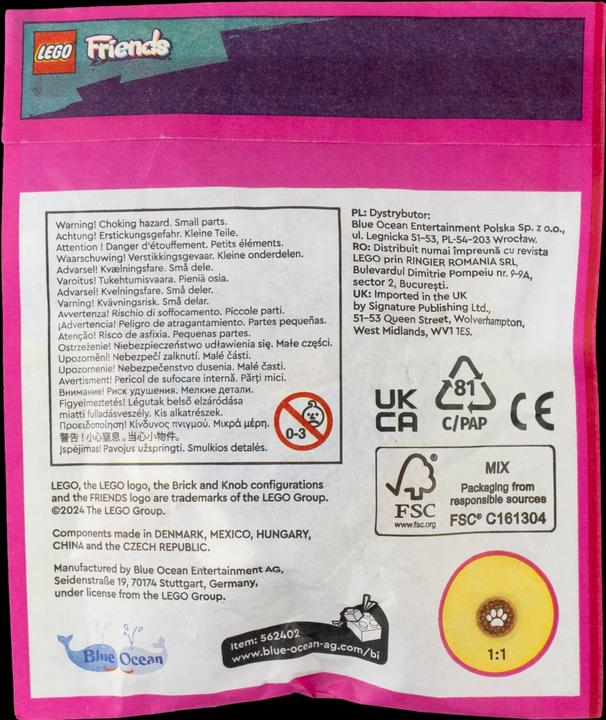 LEGO Friends
Warning! Choking hazard. Small parts.
Achtung! Erstickungsgefahr. Kleine Teile.
Attention ! Danger d'étouffement. Petits éléments.
Waarschuwing! Verstikkingsgevaar. Kleine onderdelen.
Advarsel! Kvælningsfare. Små dele.
Varoitus! Tukehtumisvaara. Pieniä osia.
Advarsel! Kvelningsfare. Små deler.
Varning! Kvävningsrisk. Små delar.
Avvertenza! Rischio di soffocamento. Piccole parti.
¡Advertencia! Peligro de atragantamiento. Partes pequeñas.
Atenção! Risco de asfixia. Pequenas partes.
Ostrzeżenie! Niebezpieczeństwo udławienia się. Małe części.
Upozornění! Nebezpečí zalknutí. Malé části.
Upozornenie! Nebezpečenstvo dusenia. Malé časti.
Avertisment! Pericol de sufocare internă. Părţi mici.
Внимание! Риск удушения. Мелкие детали.
Figyelmeztetés! Légutak belső elzáródása
miatti fulladásveszély. Kis alkatrészek.
Προειδοποίηση! Κίνδυνος πνιγμού. Μικρά μέρη.
警告！小心窒息。当心小物件。
Įspėjimas! Pavojus užspringti. Smulkios detalės.
0-3
PL: Dystrybutor:
Blue Ocean Entertainment Polska Sp. z o.o.,
ul. Legnicka 51-53, PL-54-203 Wrocław.
RO: Distribuit numai împreună cu revista
LEGO prin RINGIER ROMANIA SRL,
Bulevardul Dimitrie Pompeiu nr. 9-9A,
sector 2, Bucureşti.
UK: Imported in the UK
by Signature Publishing Ltd.,
51-53 Queen Street, Wolverhampton,
West Midlands, WV1 1ES.
UK
CA
81
C/PAP
CE
FSC®
www.fsc.org
MIX
Packaging from
responsible sources
FSC® C161304
LEGO, the LEGO logo, the Brick and Knob configurations
and the FRIENDS logo are trademarks of the LEGO Group.
©2024 The LEGO Group.
Components made in DENMARK, MEXICO, HUNGARY,
CHINA and the CZECH REPUBLIC.
Manufactured by Blue Ocean Entertainment AG,
Seidenstraße 19, 70174 Stuttgart, Germany,
under license from the LEGO Group.
Blue Ocean
Item: 562402
www.blue-ocean-ag.com/bi
1:1